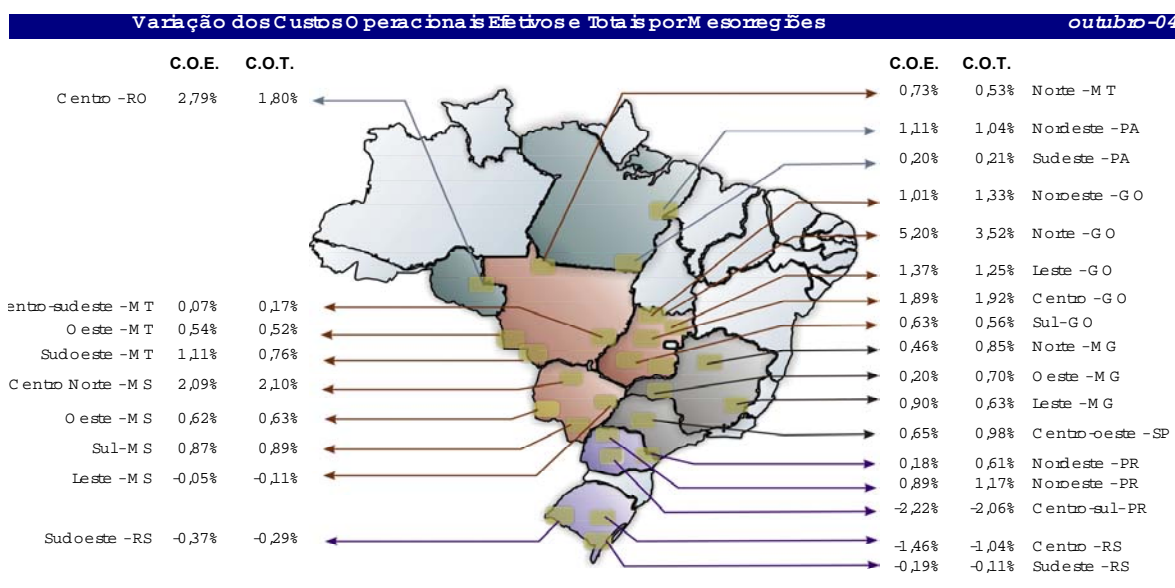 Variação dos Custos Operacionais Efetivos e Totais por Mesorregiões outubro-04
C.O.E. C.O.T.
Centro -RO 2,79% 1,80%
entro-sudeste -MT 0,07% 0,17%
Oeste -MT 0,54% 0,52%
Sudoeste -MT 1,11% 0,76%
Centro Norte -MS 2,09% 2,10%
Oeste -MS 0,62% 0,63%
Sul-MS 0,87% 0,89%
Leste -MS -0,05% -0,11%
Sudoeste -RS -0,37% -0,29%
C.O.E. C.O.T.
0,73% 0,53% Norte -MT
1,11% 1,04% Nordeste -PA
0,20% 0,21% Sudeste -PA
1,01% 1,33% Noroeste -GO
5,20% 3,52% Norte -GO
1,37% 1,25% Leste -GO
1,89% 1,92% Centro -GO
0,63% 0,56% Sul-GO
0,46% 0,85% Norte -MG
0,20% 0,70% Oeste -MG
0,90% 0,63% Leste -MG
0,65% 0,98% Centro-oeste -SP
0,18% 0,61% Nordeste -PR
0,89% 1,17% Noroeste -PR
-2,22% -2,06% Centro-sul-PR
-1,46% -1,04% Centro -RS
-0,19% -0,11% Sudeste -RS